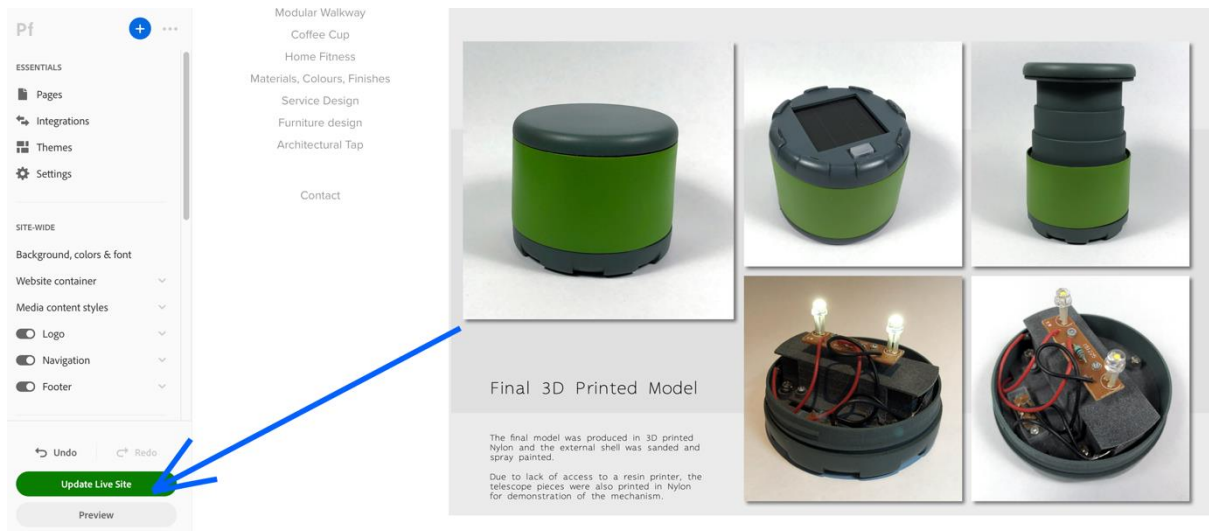 Pf
ESSENTIALS
Pages
Integrations
Themes
Settings
SITE-WIDE
Background, colors & font
Website container
Media content styles
Logo
Navigation
Footer
Undo
Redo
Update Live Site
Preview
Modular Walkway
Coffee Cup
Home Fitness
Materials, Colours, Finishes
Service Design
Furniture design
Architectural Tap
Contact
Final 3D Printed Model
The final model was produced in 3D printed
Nylon and the external shell was sanded and
spray painted.
Due to lack of access to a resin printer, the
telescope pieces were also printed in Nylon
for demonstration of the mechanism.